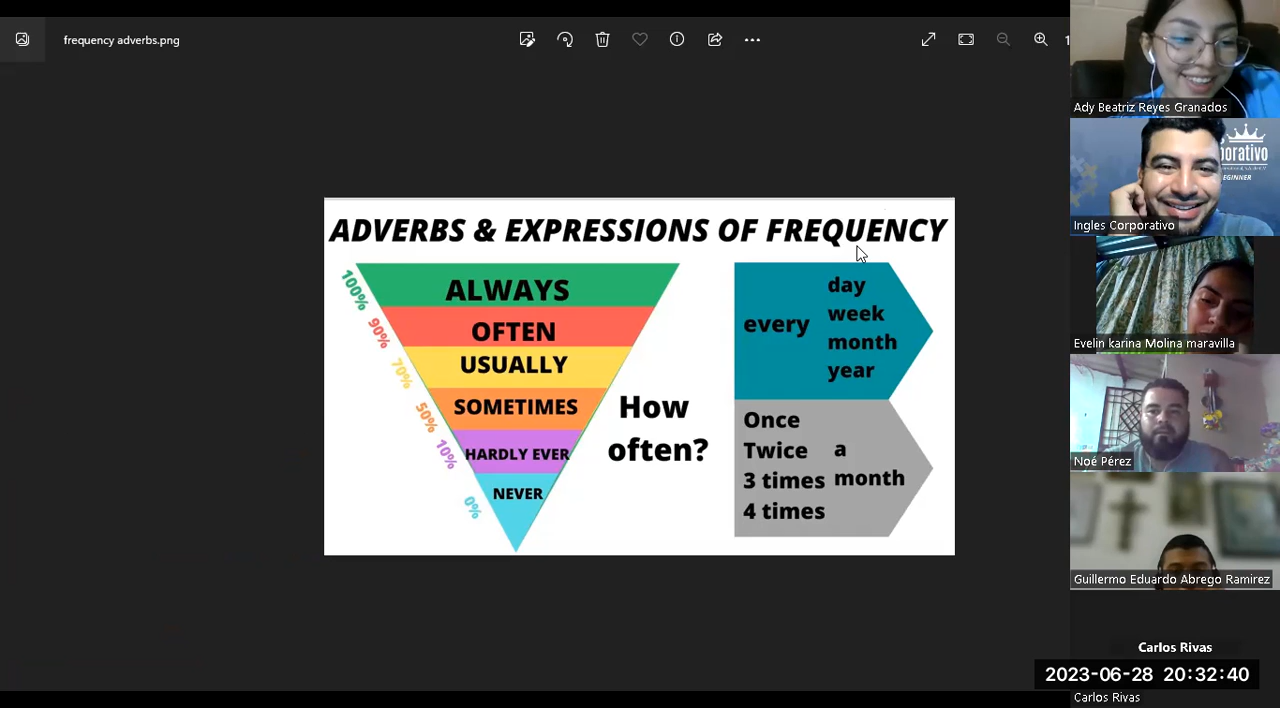 frequency adverbs.png
1
ADVERBS & EXPRESSIONS OF FREQUENCY
100% ALWAYS
90% OFTEN
70% USUALLY
50% SOMETIMES
10% HARDLY EVER
0% NEVER
How
often?
every
day
week
month
year
Once
Twice
3 times
4 times
a
month
Ady Beatriz Reyes Granados
orativo
EGINNER
Ingles Corporativo
Evelin karina Molina maravilla
Noé Pérez
Guillermo Eduardo Abrego Ramirez
Carlos Rivas
2023-06-28 20:32:40
Carlos Rivas